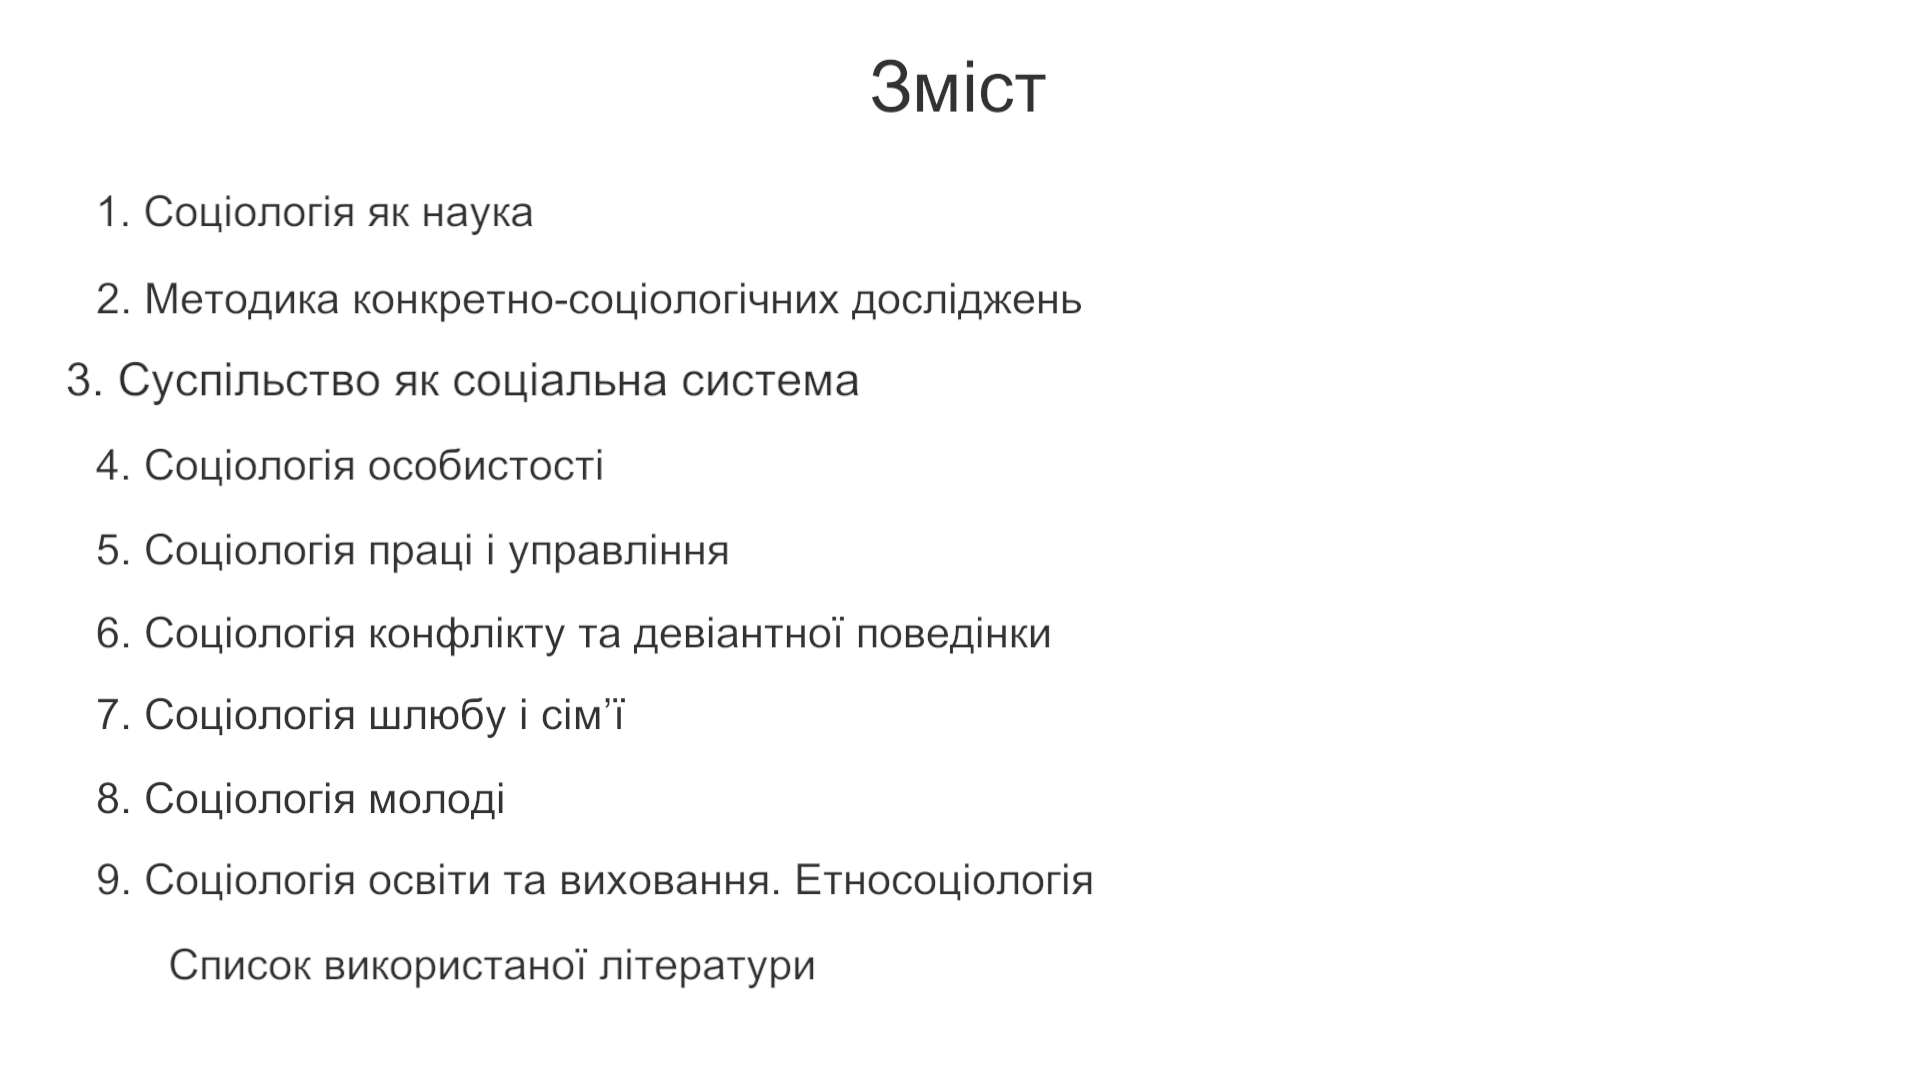 Зміст
1. Соціологія як наука
2. Методика конкретно-соціологічних досліджень
3. Суспільство як соціальна система
4. Соціологія особистості
5. Соціологія праці і управління
6. Соціологія конфлікту та девіантної поведінки
7. Соціологія шлюбу і сім’ї
8. Соціологія молоді
9. Соціологія освіти та виховання. Етносоціологія
Список використаної літератури